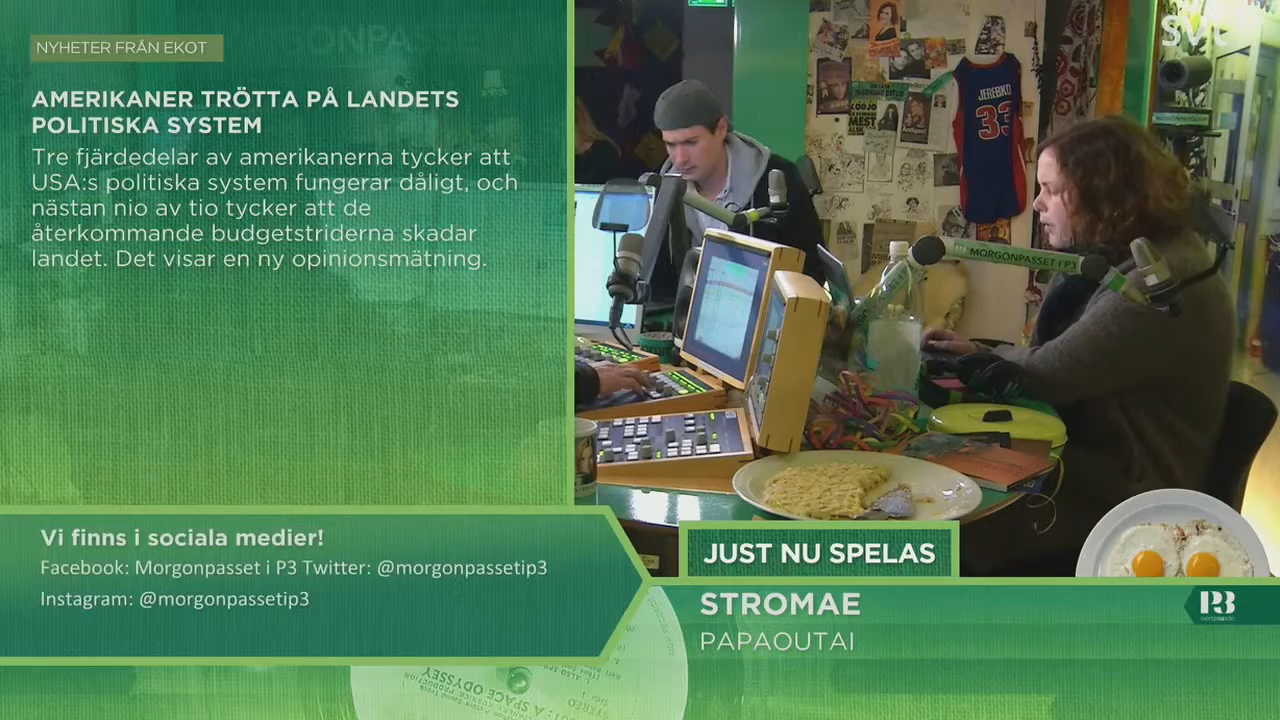 NYHETER FRÅN EKOT
AMERIKANER TRÖTTA PÅ LANDETS
POLITISKA SYSTEM
Tre fjärdedelar av amerikanerna tycker att
USA:s politiska system fungerar dåligt, och
nästan nio av tio tycker att de
återkommande budgetstriderna skadar
landet. Det visar en ny opinionsmätning.
svt
JEREBKO
33
MORGONPASSET I P3
Vi finns i sociala medier!
Facebook: Morgonpasset i P3 Twitter: @morgonpassetip3
Instagram: @morgonpassetip3
JUST NU SPELAS
STROMAE
PAPAOUTAI
P3
A SPACE ODYSSEY
STEREO